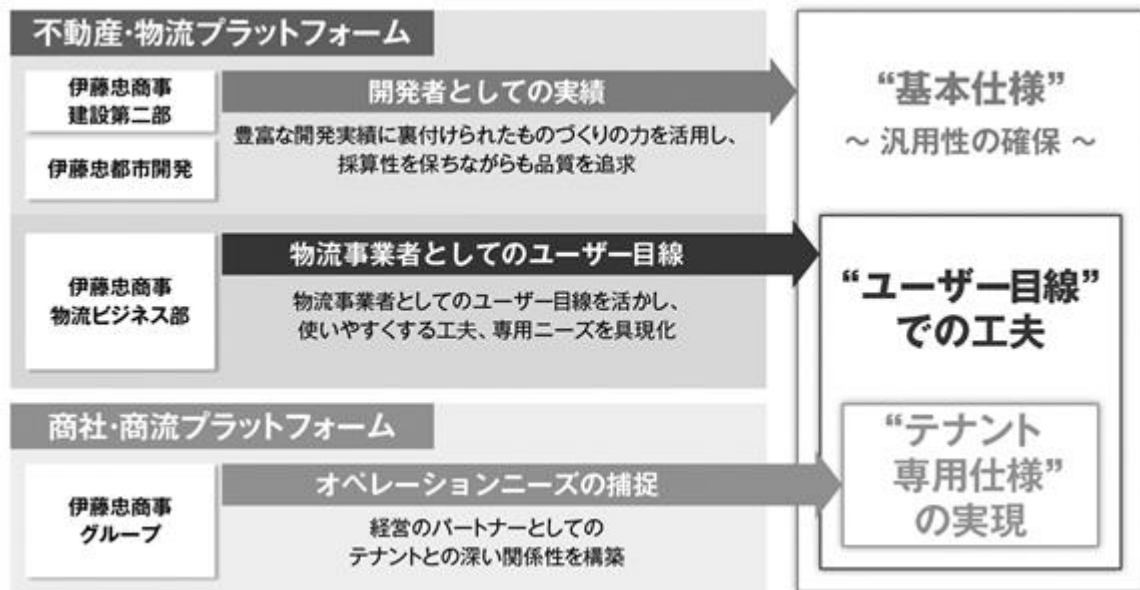 不動産・物流プラットフォーム
伊藤忠商事
建設第二部
伊藤忠都市開発
開発者としての実績
豊富な開発実績に裏付けられたものづくりの力を活用し、
採算性を保ちながらも品質を追求
“基本仕様”
～ 汎用性の確保 ～
伊藤忠商事
物流ビジネス部
物流事業者としてのユーザー目線
物流事業者としてのユーザー目線を活かし、
使いやすくする工夫、専用ニーズを具現化
“ユーザー目線”
での工夫
商社・商流プラットフォーム
伊藤忠商事
グループ
オペレーションニーズの捕捉
経営のパートナーとしての
テナントとの深い関係性を構築
“テナント
専用仕様”
の実現